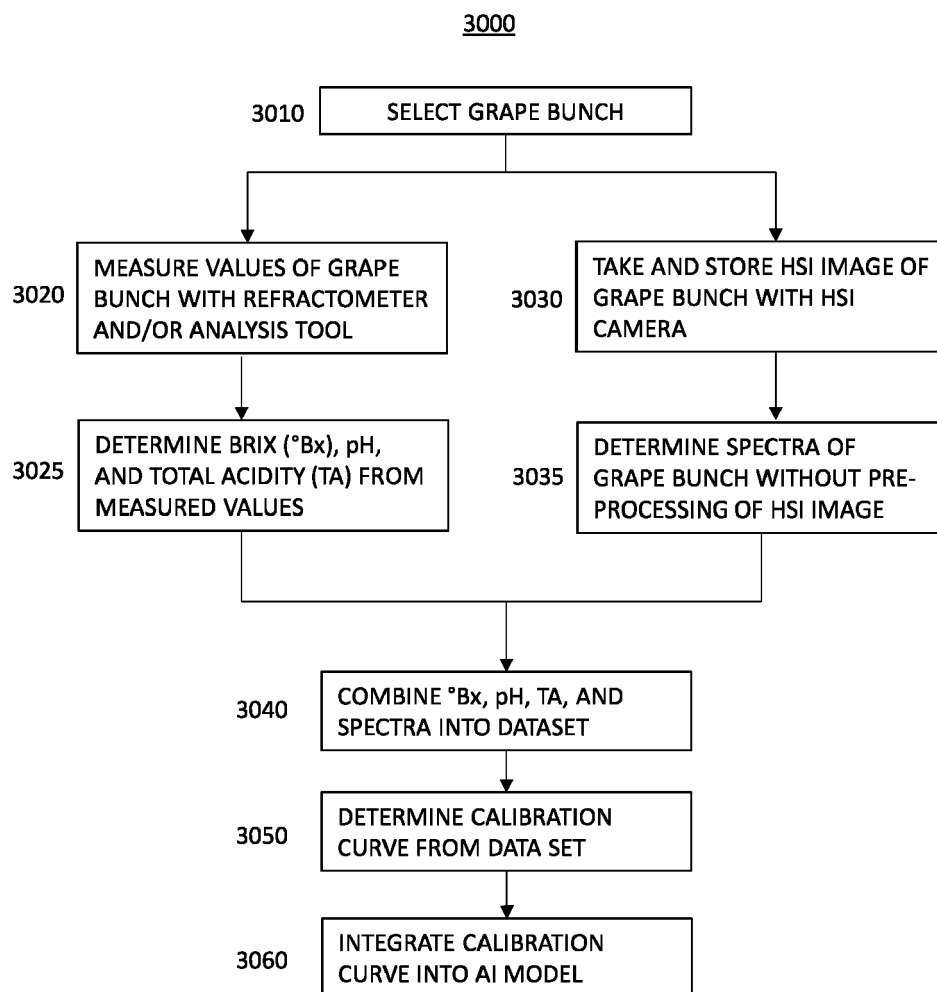 3000
3010
SELECT GRAPE BUNCH
3020
MEASURE VALUES OF GRAPE
BUNCH WITH REFRACTOMETER
AND/OR ANALYSIS TOOL
3030
TAKE AND STORE HSI IMAGE OF
GRAPE BUNCH WITH HSI
CAMERA
3025
DETERMINE BRIX (°Bx), pH,
AND TOTAL ACIDITY (TA) FROM
MEASURED VALUES
3035
DETERMINE SPECTRA OF
GRAPE BUNCH WITHOUT PRE-
PROCESSING OF HSI IMAGE
3040
COMBINE °Bx, pH, TA, AND
SPECTRA INTO DATASET
3050
DETERMINE CALIBRATION
CURVE FROM DATA SET
3060
INTEGRATE CALIBRATION
CURVE INTO AI MODEL